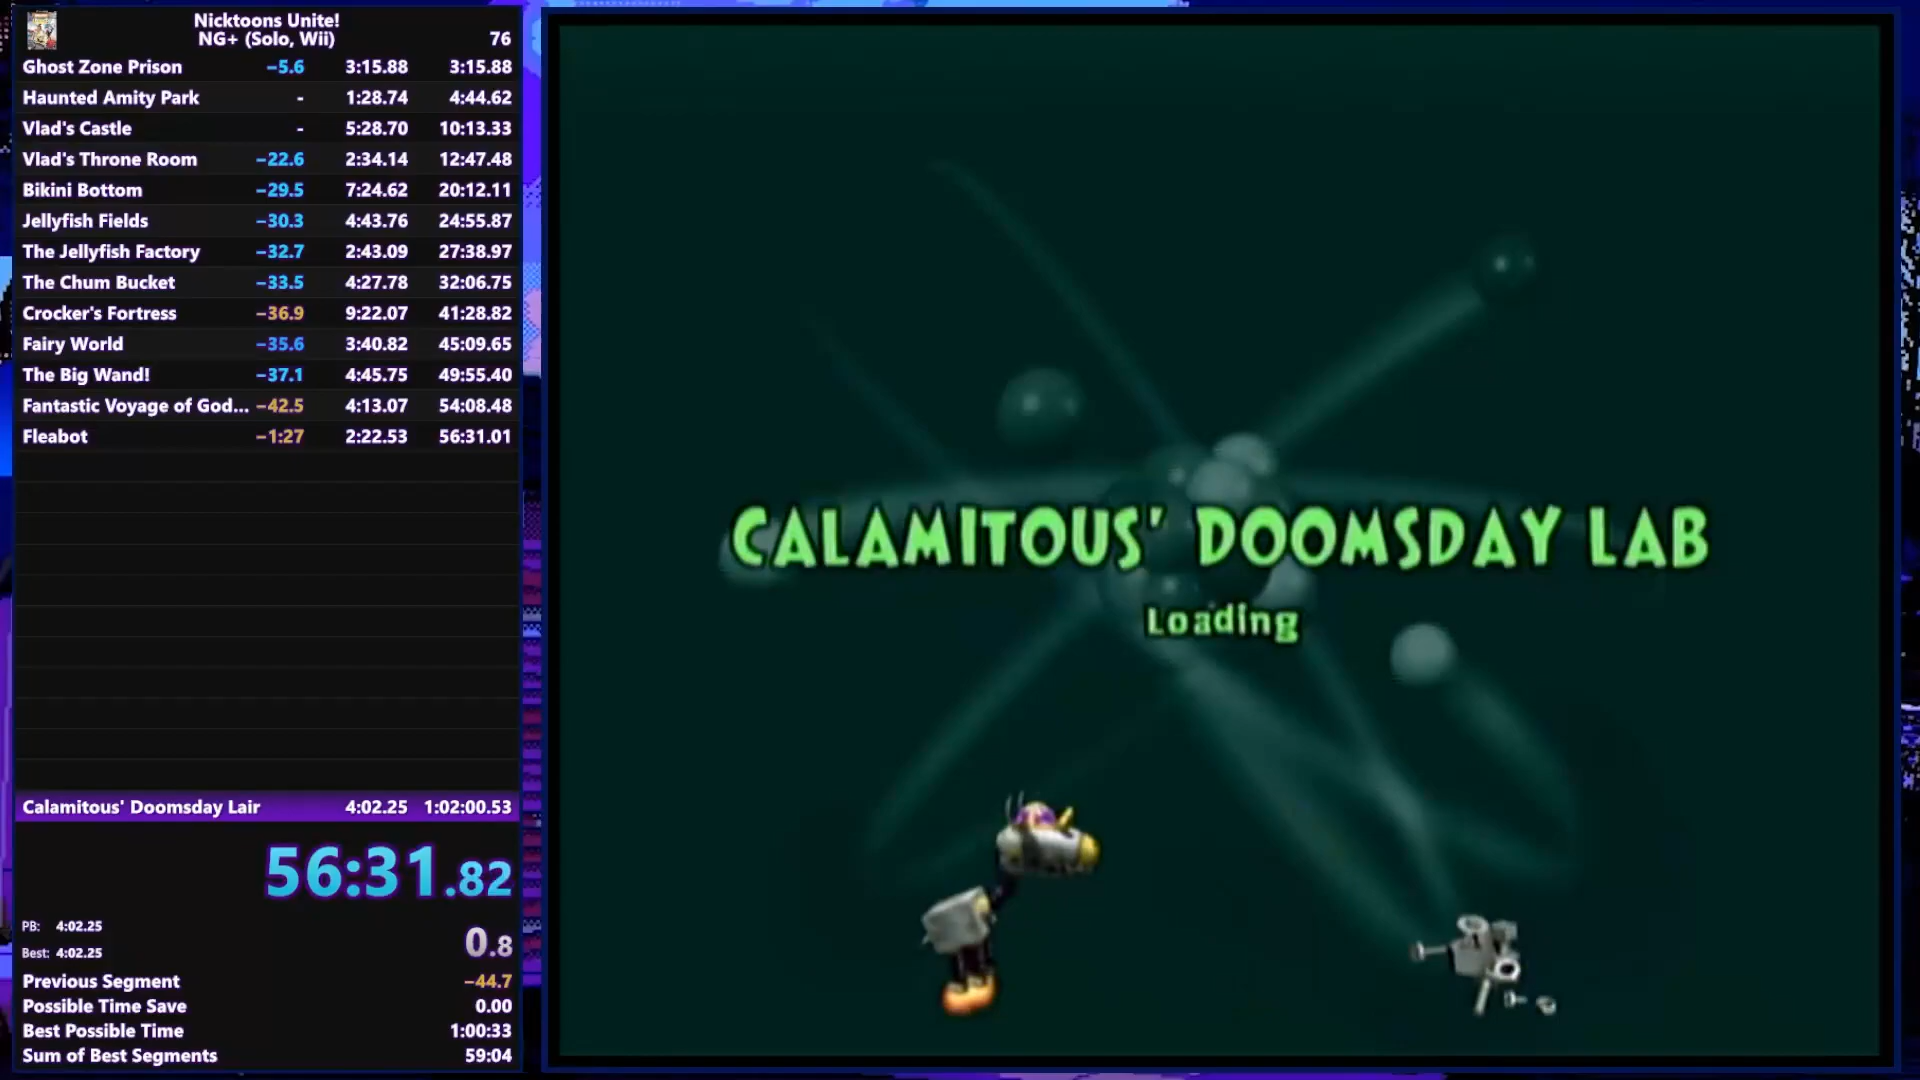 Nicktoons Unite!
NG+ (Solo, Wii) 76
Ghost Zone Prison −5.6 3:15.88 3:15.88
Haunted Amity Park - 1:28.74 4:44.62
Vlad's Castle - 5:28.70 10:13.33
Vlad's Throne Room −22.6 2:34.14 12:47.48
Bikini Bottom −29.5 7:24.62 20:12.11
Jellyfish Fields −30.3 4:43.76 24:55.87
The Jellyfish Factory −32.7 2:43.09 27:38.97
The Chum Bucket −33.5 4:27.78 32:06.75
Crocker's Fortress −36.9 9:22.07 41:28.82
Fairy World −35.6 3:40.82 45:09.65
The Big Wand! −37.1 4:45.75 49:55.40
Fantastic Voyage of God... −42.5 4:13.07 54:08.48
Fleabot −1:27 2:22.53 56:31.01
Calamitous' Doomsday Lair 4:02.25 1:02:00.53
56:31.82
PB: 4:02.25
Best: 4:02.25
0.8
Previous Segment −44.7
Possible Time Save 0.00
Best Possible Time 1:00:33
Sum of Best Segments 59:04
CALAMITOUS' DOOMSDAY LAB
Loading